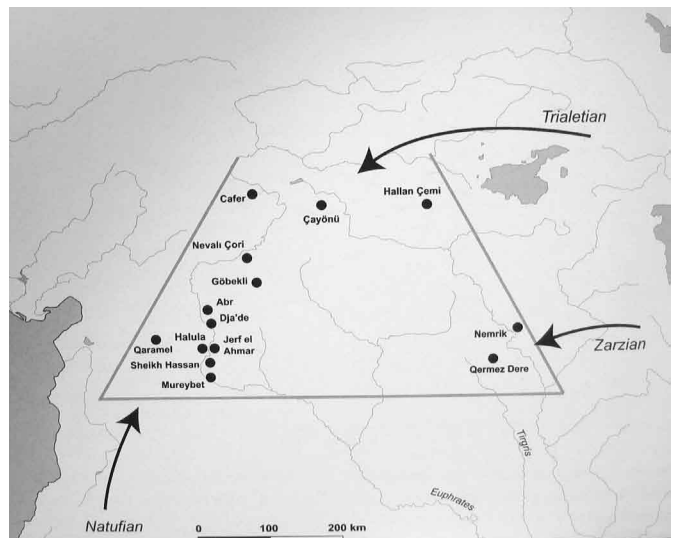 Trialetian
Cafer
Hallan Çemi
Çayönü
Nevalı Çori
Göbekli
Abr
Dja'de
Nemrik
Halula
Jerf el
Ahmar
Qaramel
Zarzian
Sheikh Hassan
Qermez Dere
Mureybet
Tirgris
Euphrates
Natufian
0 100 200 km